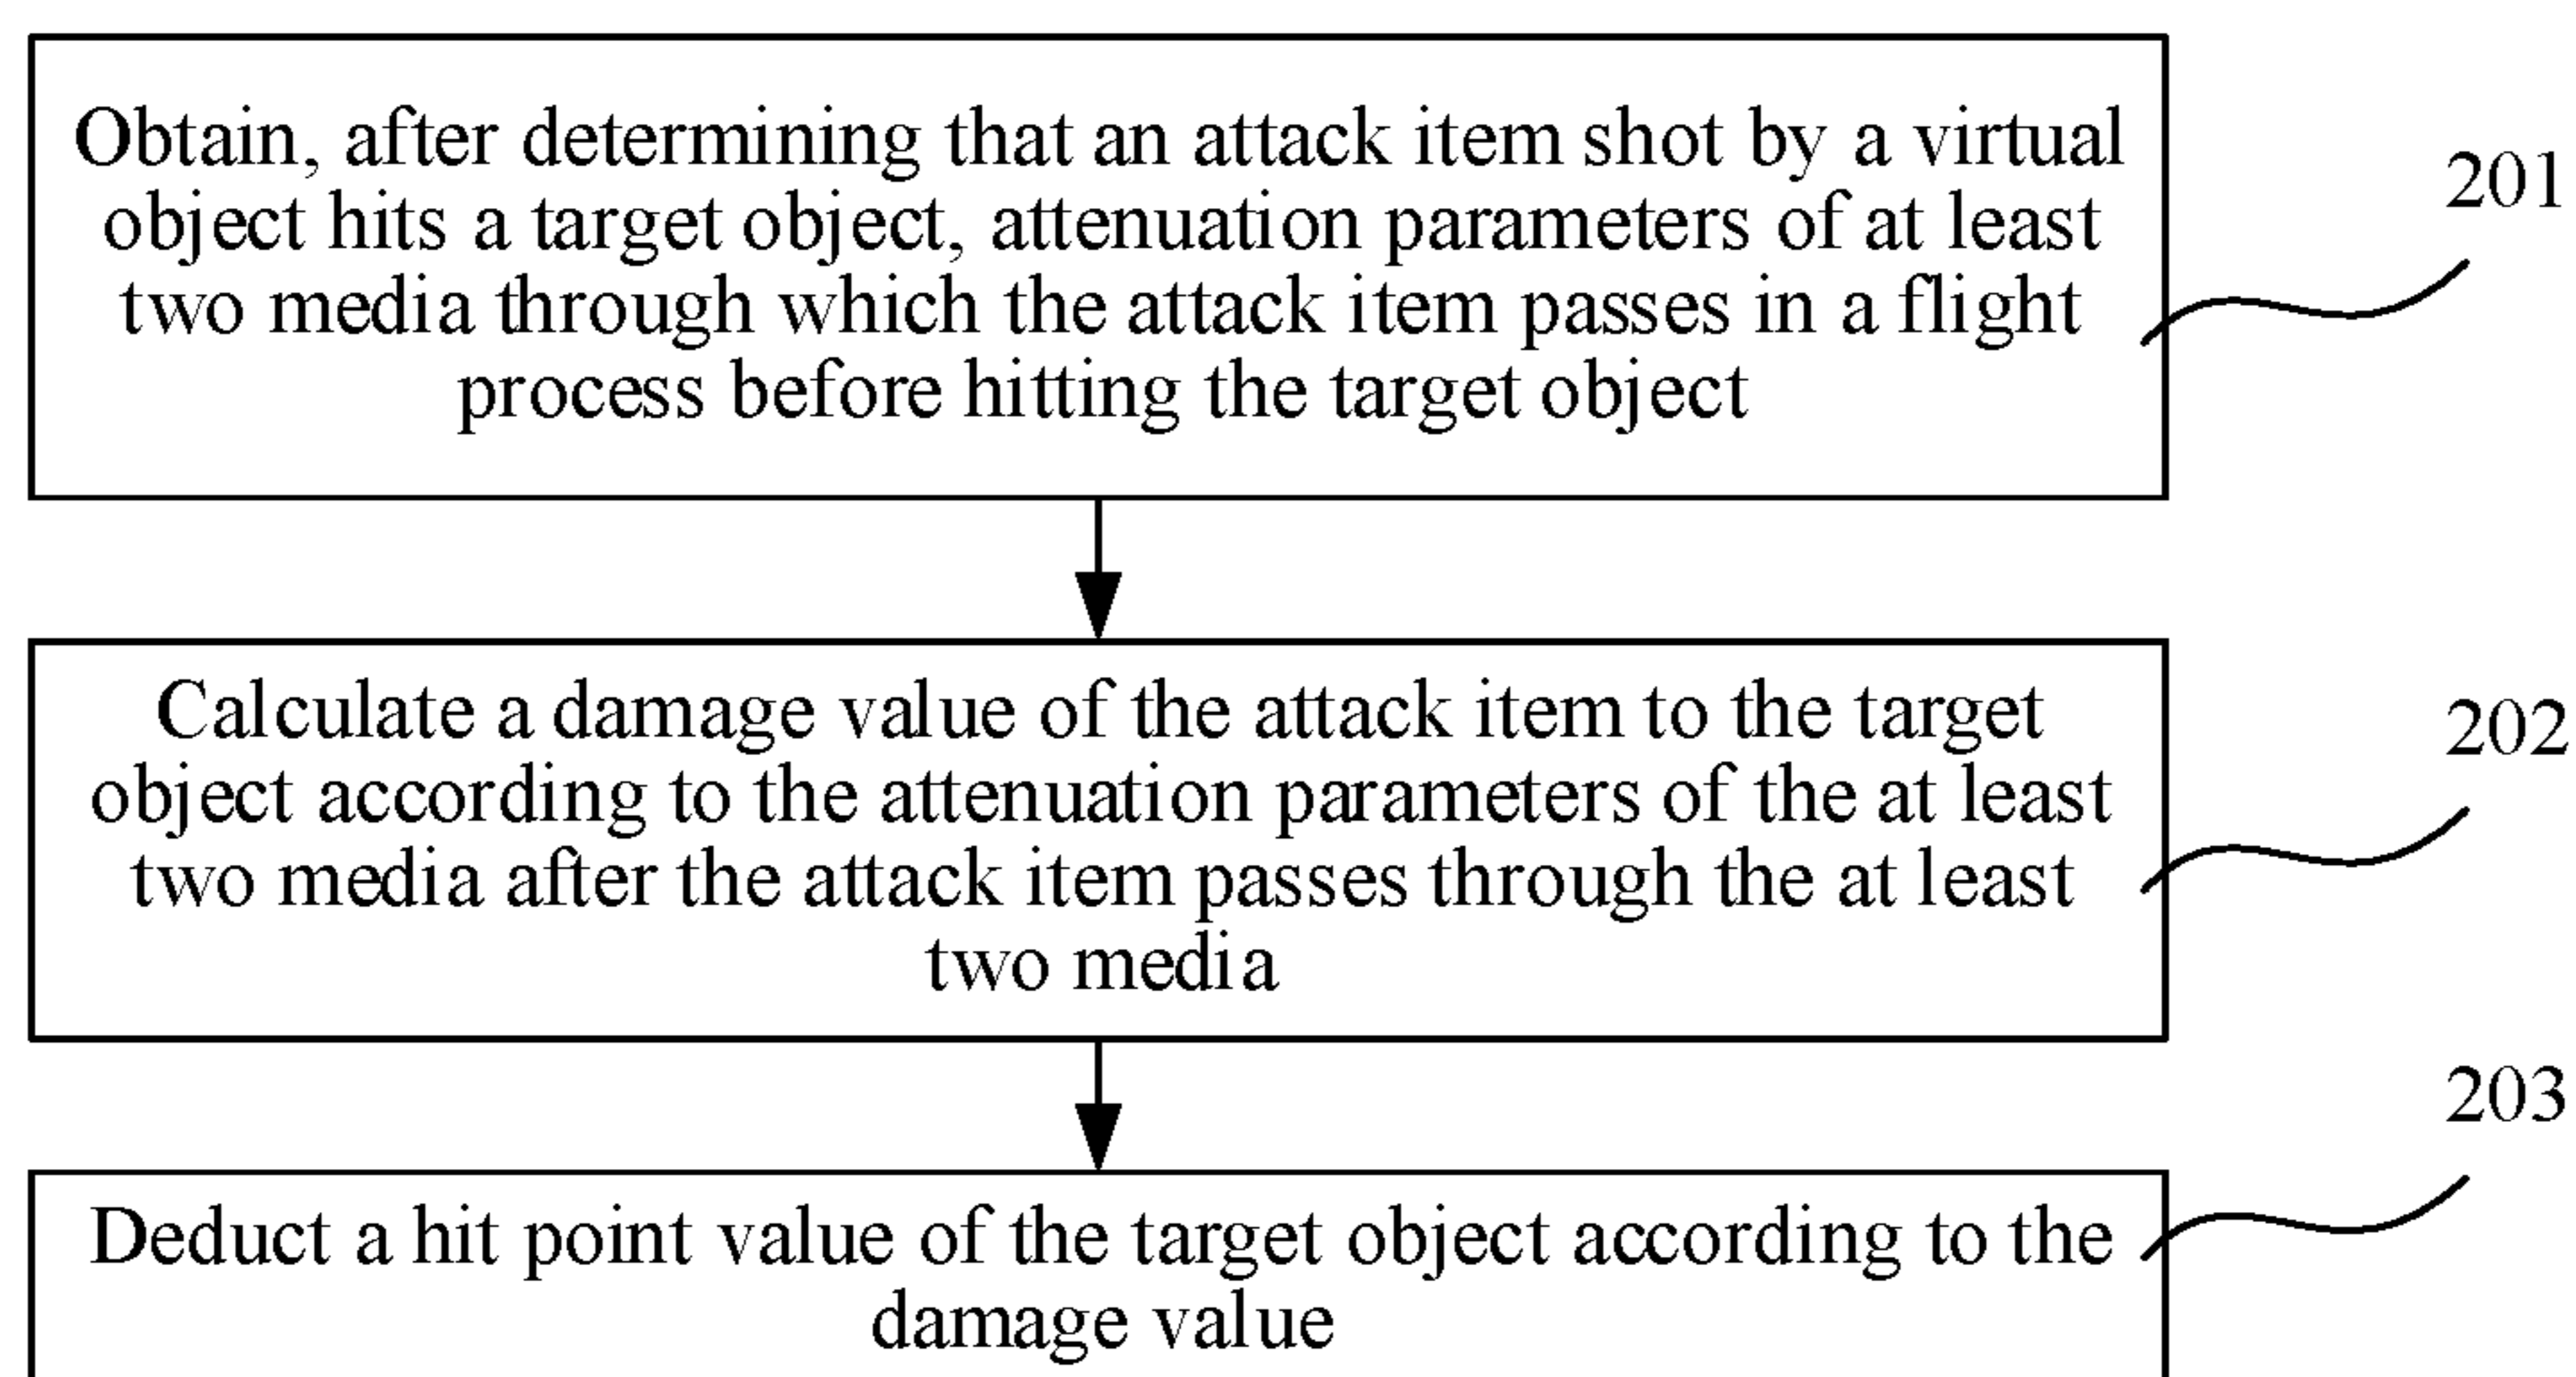 Obtain, after determining that an attack item shot by a virtual
object hits a target object, attenuation parameters of at least
two media through which the attack item passes in a flight
process before hitting the target object
201
Calculate a damage value of the attack item to the target
object according to the attenuation parameters of the at least
two media after the attack item passes through the at least
two media
202
Deduct a hit point value of the target object according to the
damage value
203